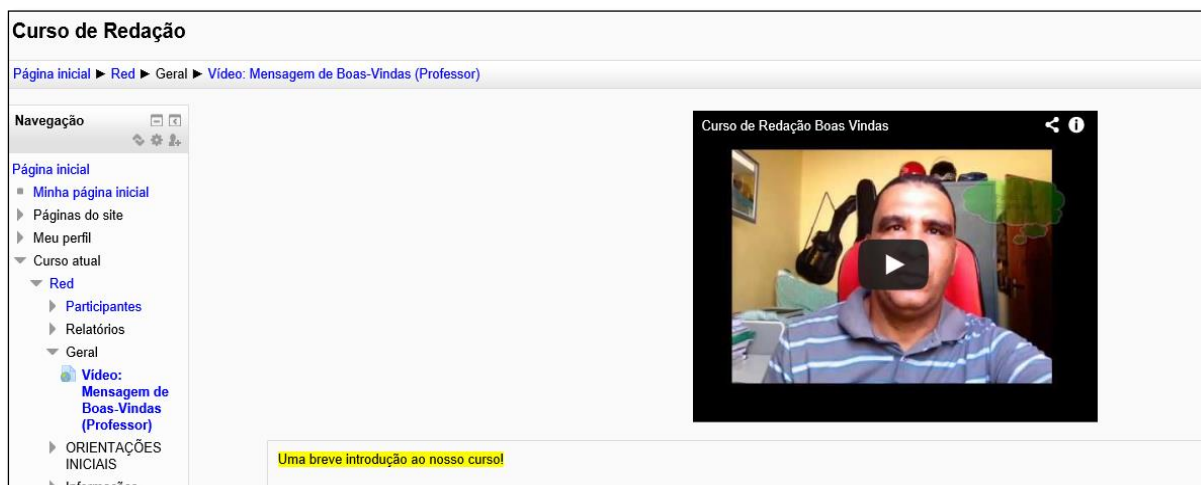 Curso de Redação
Página inicial ► Red ► Geral ► Vídeo: Mensagem de Boas-Vindas (Professor)
Navegação
Página inicial
Minha página inicial
Páginas do site
Meu perfil
Curso atual
Red
Participantes
Relatórios
Geral
Vídeo:
Mensagem de
Boas-Vindas
(Professor)
ORIENTAÇÕES
INICIAIS
Curso de Redação Boas Vindas
Uma breve introdução ao nosso curso!